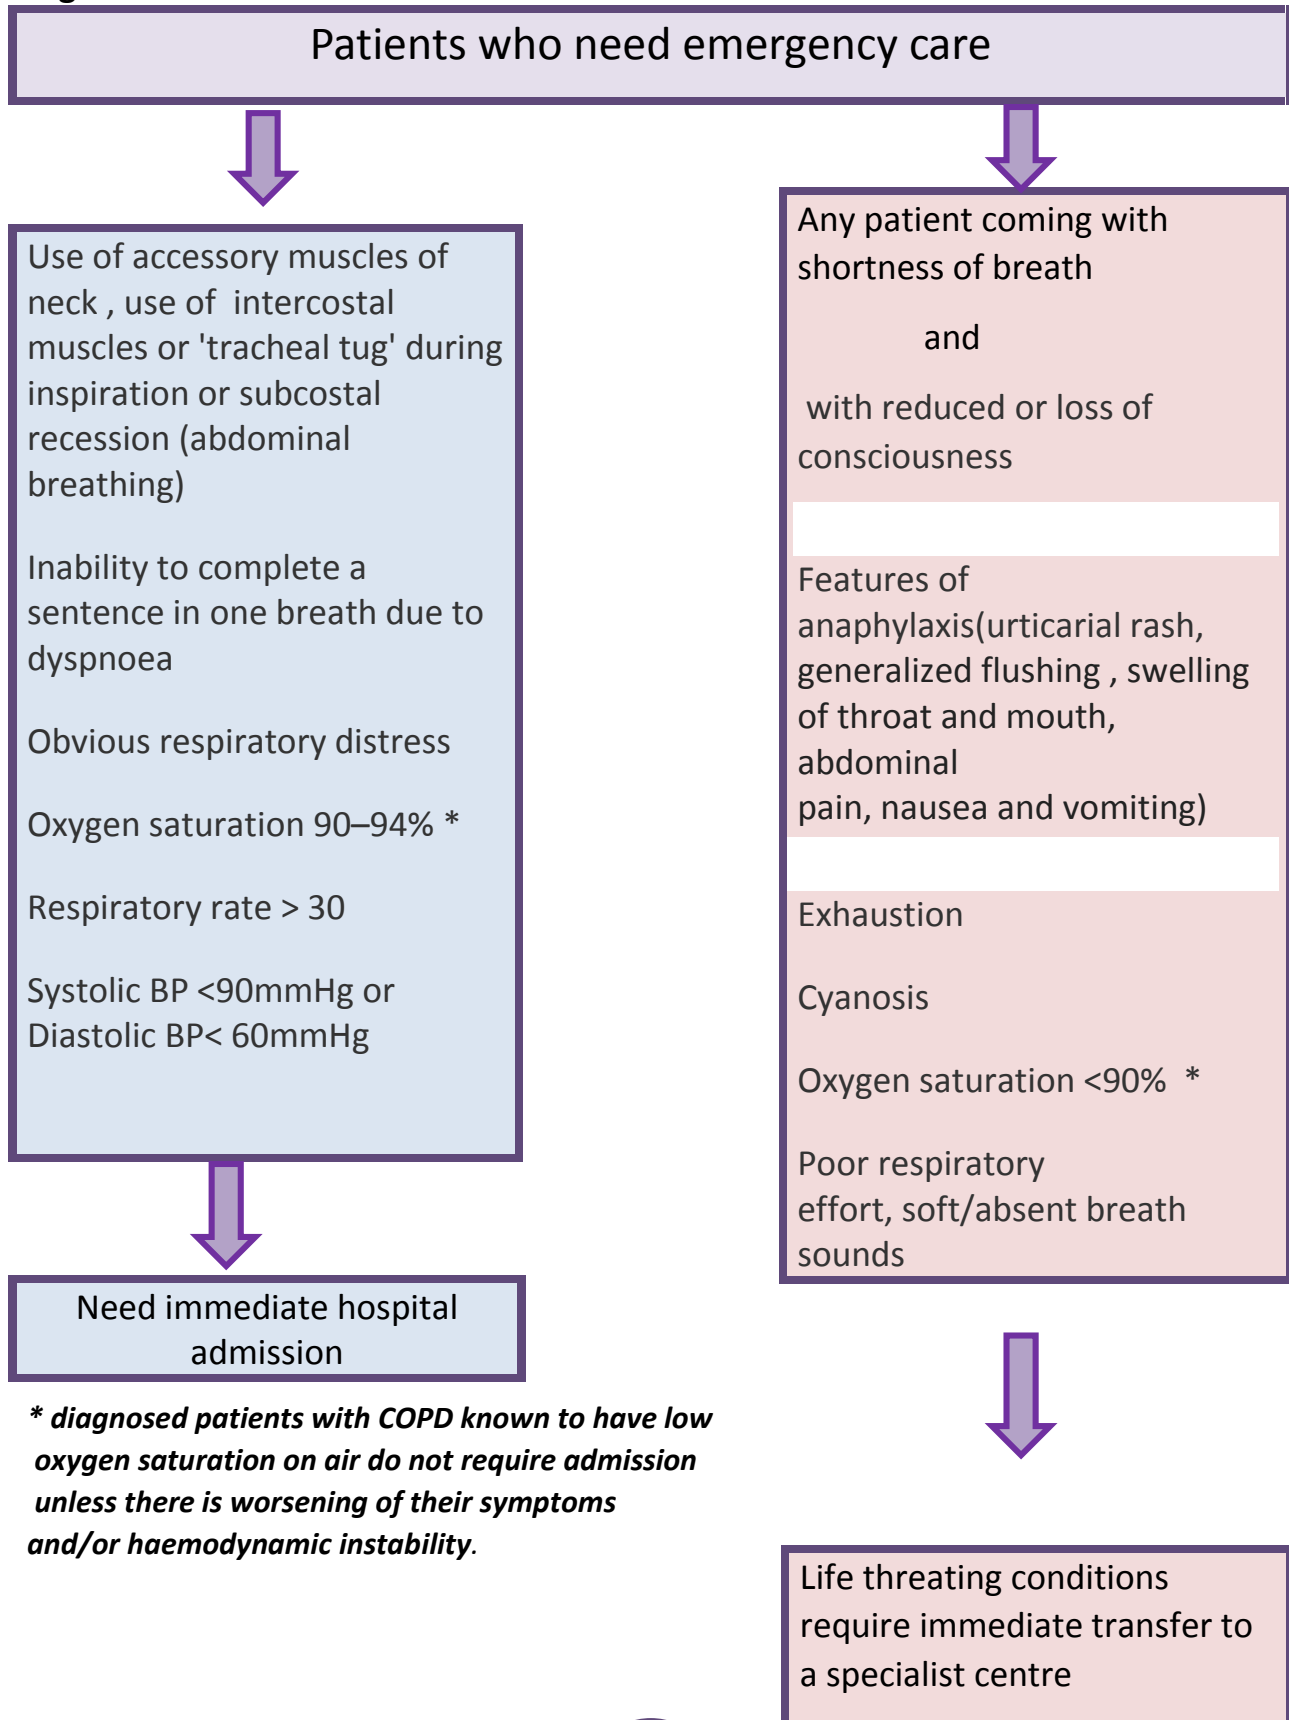 Patients who need emergency care
Use of accessory muscles of
neck , use of  intercostal
muscles or 'tracheal tug' during
inspiration or subcostal
recession (abdominal
breathing)
Inability to complete a
sentence in one breath due to
dyspnoea
Obvious respiratory distress
Oxygen saturation 90–94% *
Respiratory rate > 30
Systolic BP <90mmHg or
Diastolic BP< 60mmHg
Need immediate hospital
admission
* diagnosed patients with COPD known to have low
oxygen saturation on air do not require admission
unless there is worsening of their symptoms
and/or haemodynamic instability.
Any patient coming with
shortness of breath
and
with reduced or loss of
consciousness
Features of
anaphylaxis(urticarial rash,
generalized flushing , swelling
of throat and mouth,
abdominal
pain, nausea and vomiting)
Exhaustion
Cyanosis
Oxygen saturation <90%  *
Poor respiratory
effort, soft/absent breath
sounds
Life threating conditions
require immediate transfer to
a specialist centre